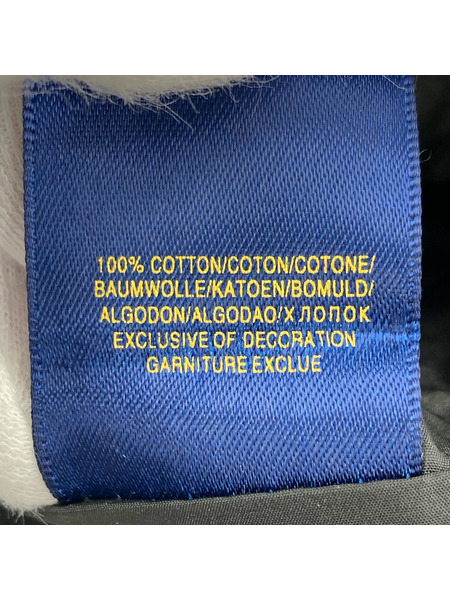 100% COTTON/COTON/COTONE/
BAUMWOLLE/KATOEN/BOMULD/
ALGODON/ALGODAO/ХЛОПОК
EXCLUSIVE OF DECORATION
GARNITURE EXCLUE